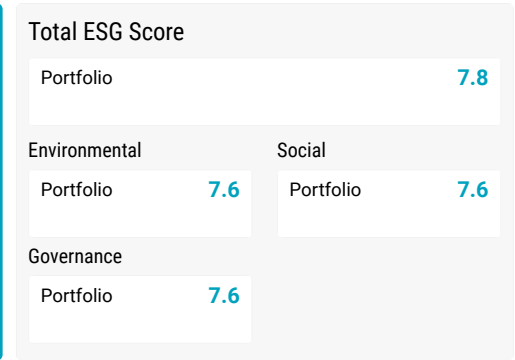 Total ESG Score
Portfolio 7.8
Environmental Social
Portfolio 7.6 Portfolio 7.6
Governance
Portfolio 7.6